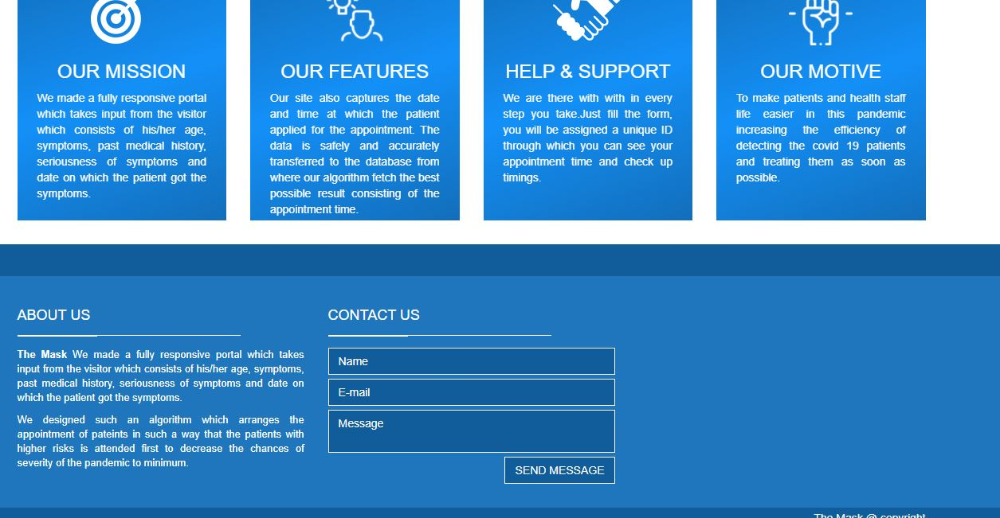 OUR MISSION
We made a fully responsive portal
which takes input from the visitor
which consists of his/her age,
symptoms, past medical history,
seriousness of symptoms and
date on which the patient got the
symptoms.
OUR FEATURES
Our site also captures the date
and time at which the patient
applied for the appointment. The
data is safely and accurately
transferred to the database from
where our algorithm fetch the best
possible result consisting of the
appointment time.
HELP & SUPPORT
We are there with with in every
step you take.Just fill the form,
you will be assigned a unique ID
through which you can see your
appointment time and check up
timings.
OUR MOTIVE
To make patients and health staff
life easier in this pandemic
increasing the efficiency of
detecting the covid 19 patients
and treating them as soon as
possible.
ABOUT US
The Mask We made a fully responsive portal which takes
input from the visitor which consists of his/her age, symptoms,
past medical history, seriousness of symptoms and date on
which the patient got the symptoms.
We designed such an algorithm which arranges the
appointment of pateints in such a way that the patients with
higher risks is attended first to decrease the chances of
severity of the pandemic to minimum.
CONTACT US
Name
E-mail
Message
SEND MESSAGE
The Mask @ copyright